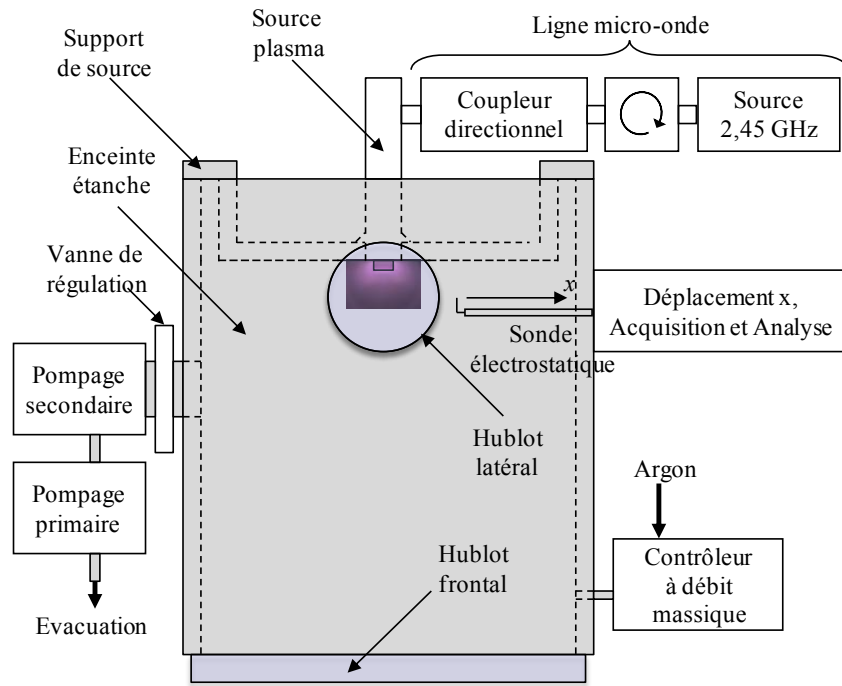 Support
de source
Source
plasma
Ligne micro-onde
Coupleur
directionnel
Source
2,45 GHz
Enceinte
étanche
Vanne de
régulation
x
Déplacement x,
Acquisition et Analyse
Sonde
électrostatique
Pompage
secondaire
Hublot
latéral
Pompage
primaire
Argon
Contrôleur
à débit
massique
Hublot
frontal
Evacuation